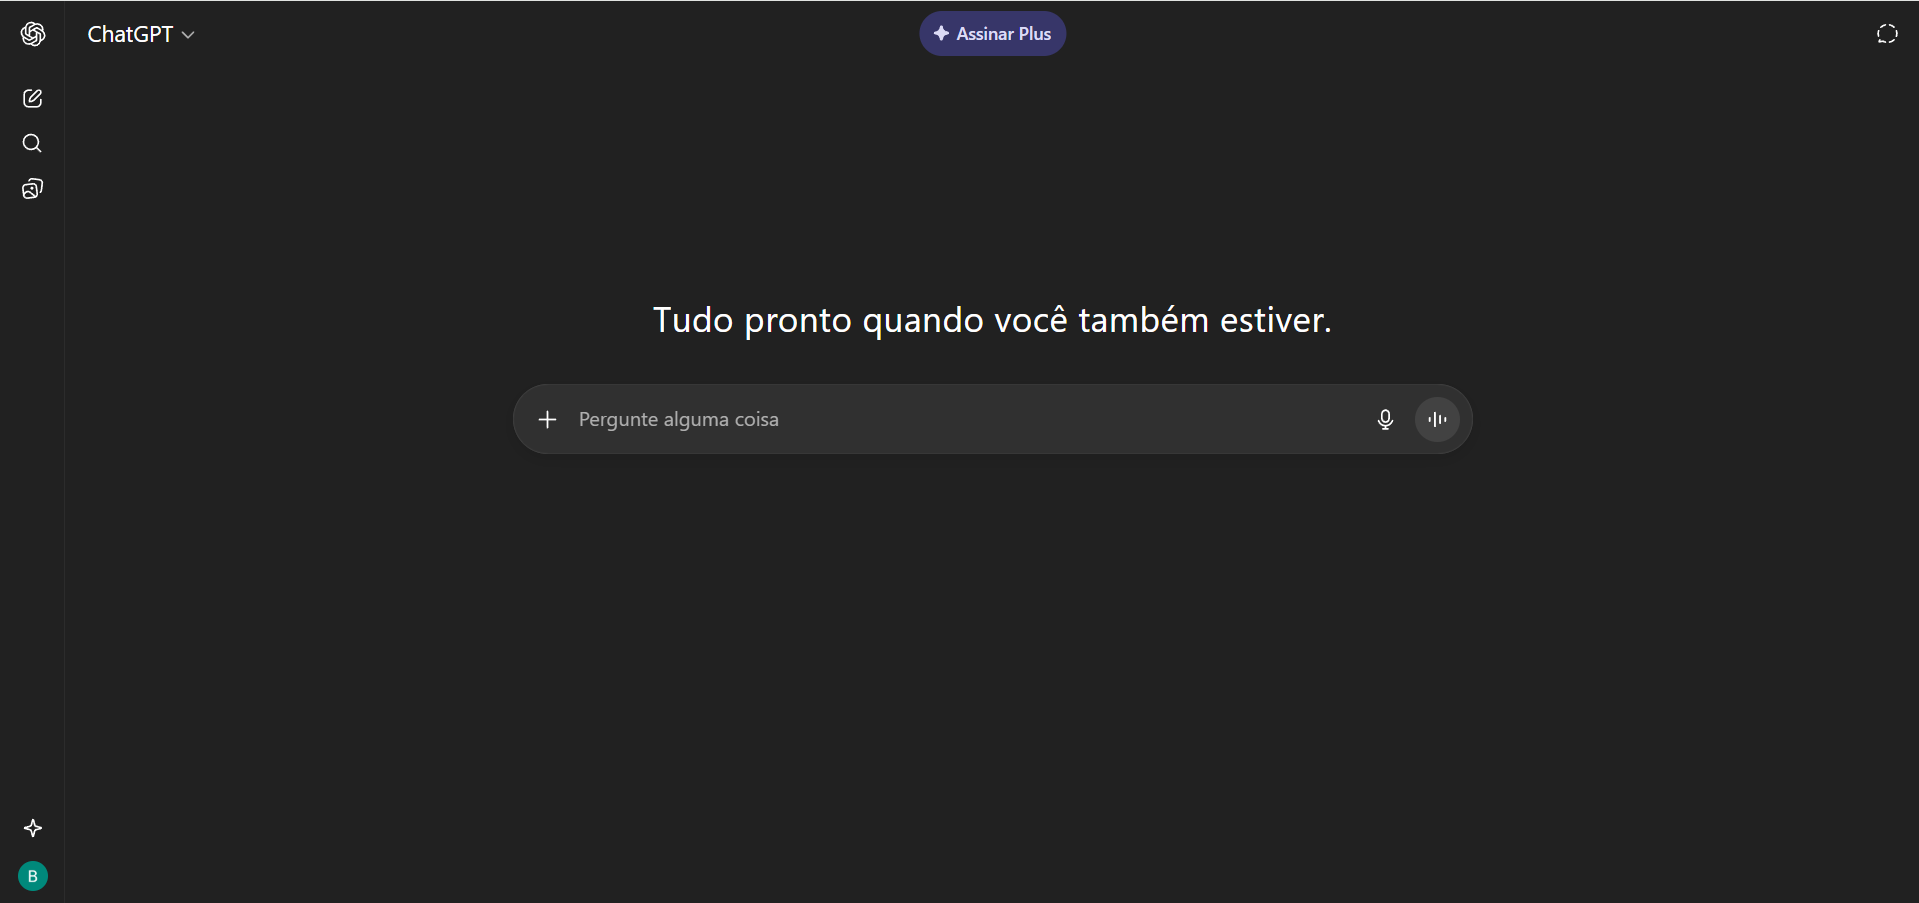 ChatGPT
Assinar Plus
Tudo pronto quando você também estiver.
Pergunte alguma coisa
B